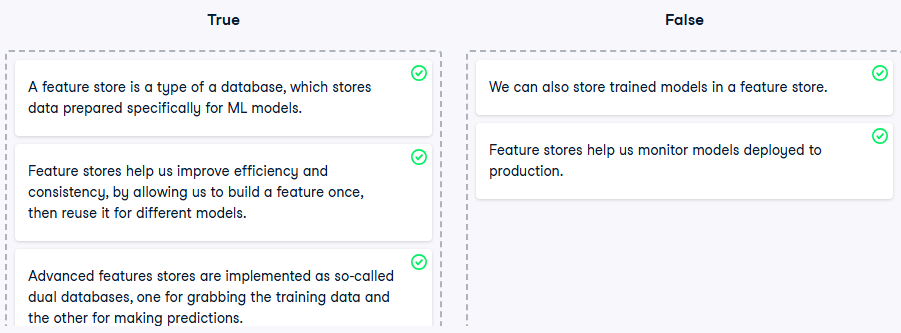 True
False
A feature store is a type of a database, which stores
data prepared specifically for ML models.
Feature stores help us improve efficiency and
consistency, by allowing us to build a feature once,
then reuse it for different models.
Advanced features stores are implemented as so-called
dual databases, one for grabbing the training data and
the other for making predictions.
We can also store trained models in a feature store.
Feature stores help us monitor models deployed to
production.